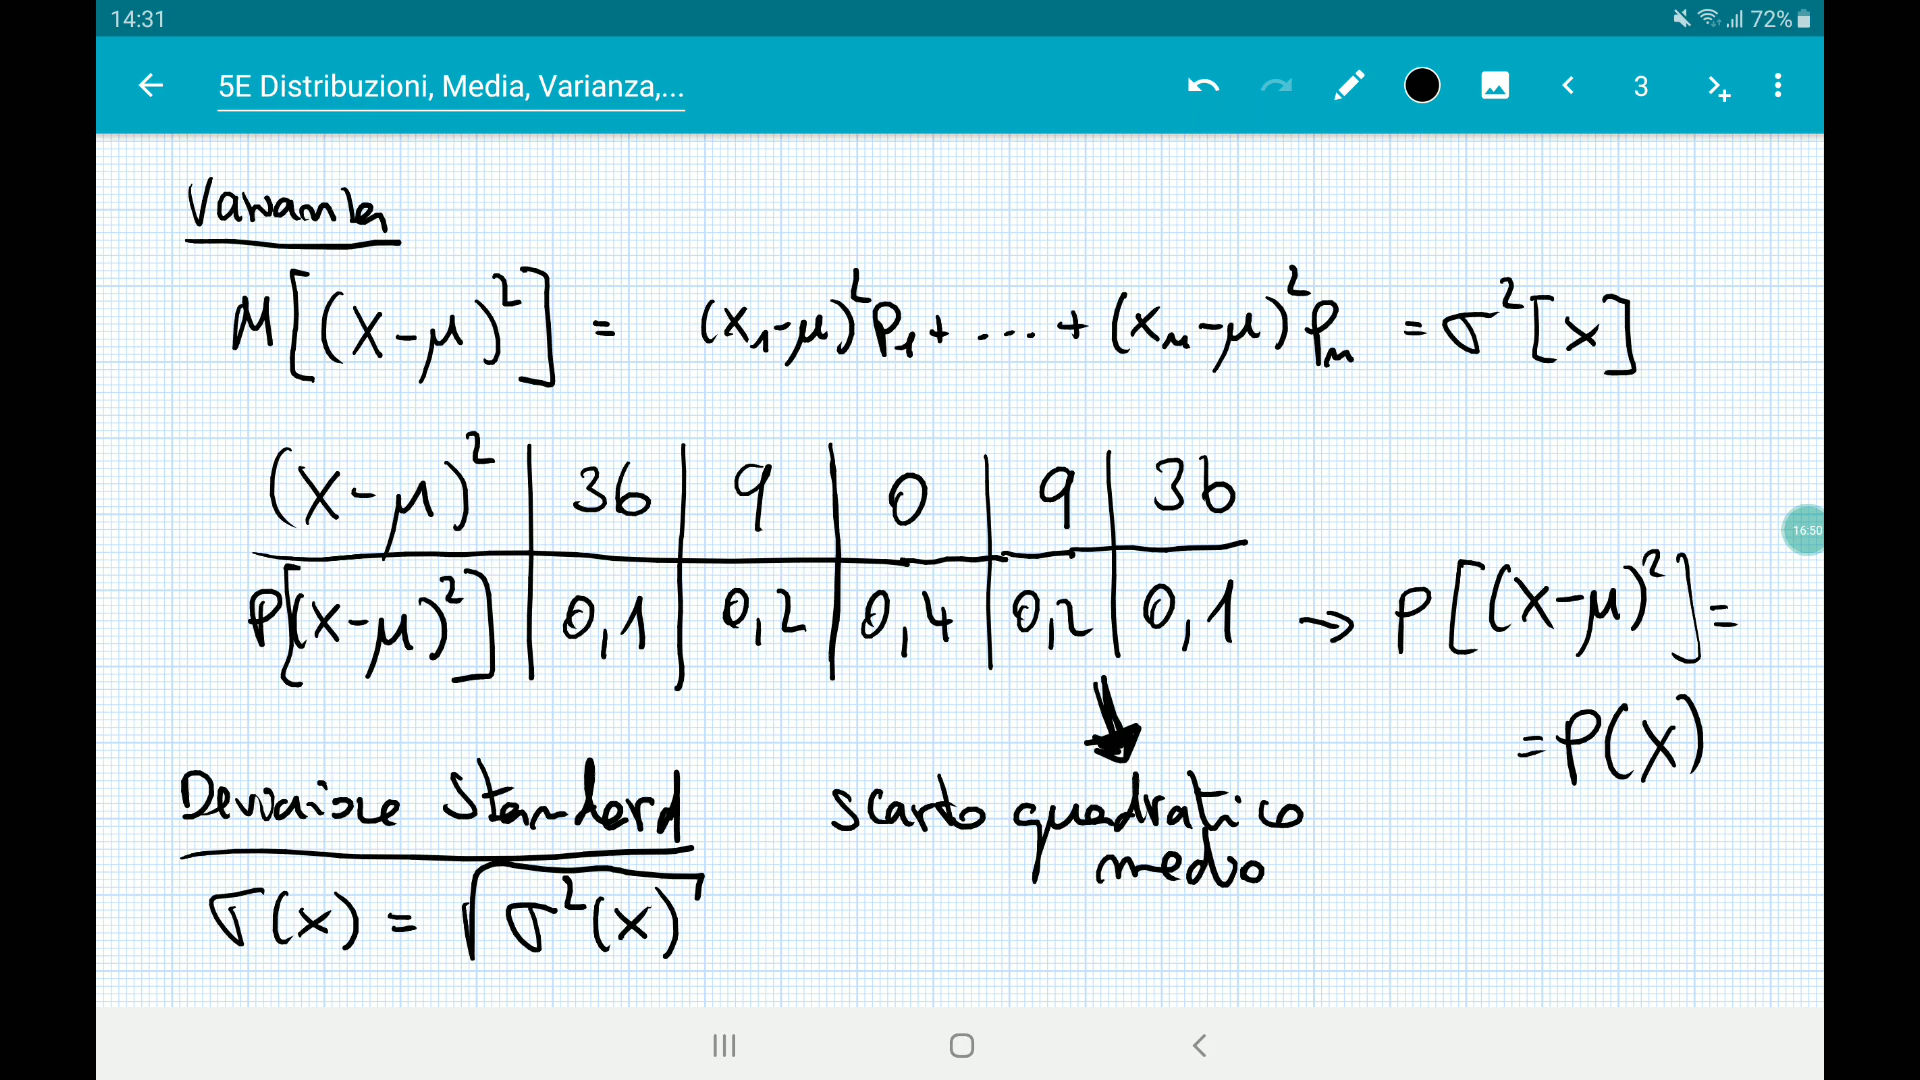 14:31
72%
5E Distribuzioni, Media, Varianza,...
3
Varianza
M[(X-μ)²] = (x₁-μ)²p₁ + ... + (xₙ-μ)²pₙ = σ²[x]
(X-μ)² | 36 | 9 | 0 | 9 | 36
P[(X-μ)²] | 0,1 | 0,2 | 0,4 | 0,2 | 0,1 → P[(X-μ)²] =
= P(X)
16:50
Deviazione Standard
scarto quadratico
medio
σ(x) = √σ²(x)